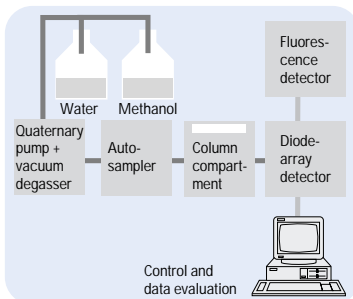 Fluores-
cence
detector
Water
Methanol
Quaternary
pump +
vacuum
degasser
Auto-
sampler
Column
compart-
ment
Diode-
array
detector
Control and
data evaluation